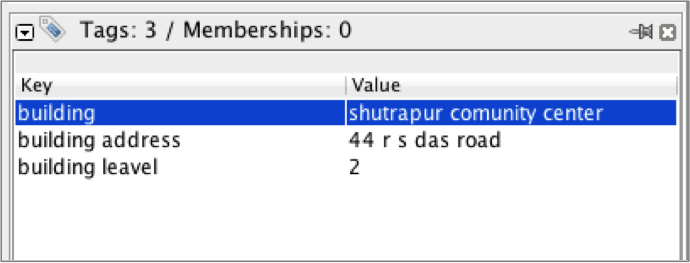 Tags: 3 / Memberships: 0
Key Value
building shutrapur comunity center
building address 44 r s das road
building leavel 2